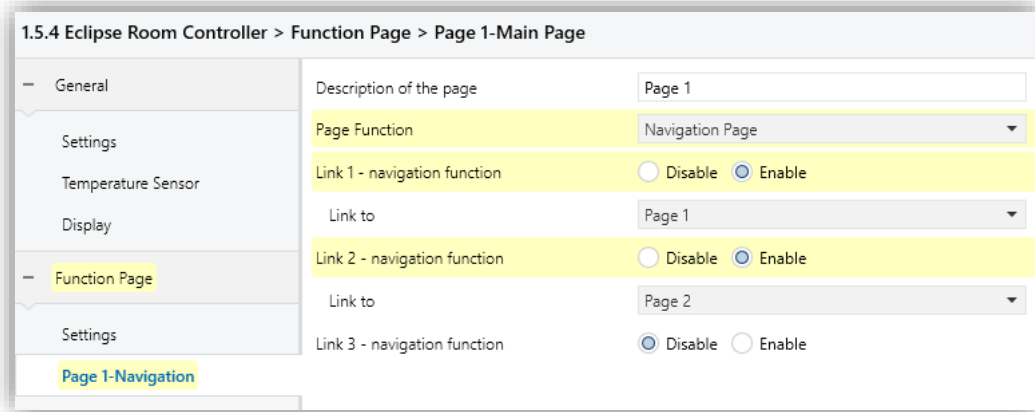 1.5.4 Eclipse Room Controller > Function Page > Page 1-Main Page
General
Settings
Temperature Sensor
Display
Function Page
Settings
Page 1-Navigation
Description of the page Page 1
Page Function Navigation Page
Link 1 - navigation function Disable Enable
Link to Page 1
Link 2 - navigation function Disable Enable
Link to Page 2
Link 3 - navigation function Disable Enable